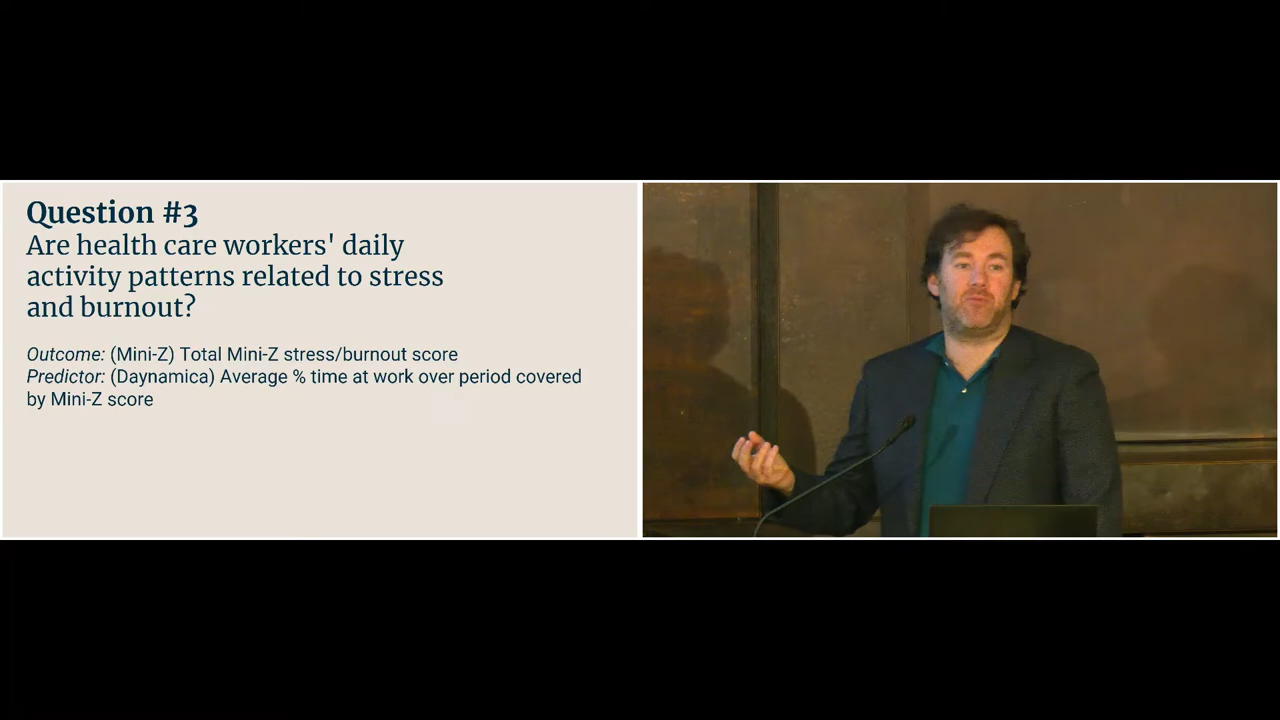 Question #3
Are health care workers' daily
activity patterns related to stress
and burnout?
Outcome: (Mini-Z) Total Mini-Z stress/burnout score
Predictor: (Daynamica) Average % time at work over period covered
by Mini-Z score